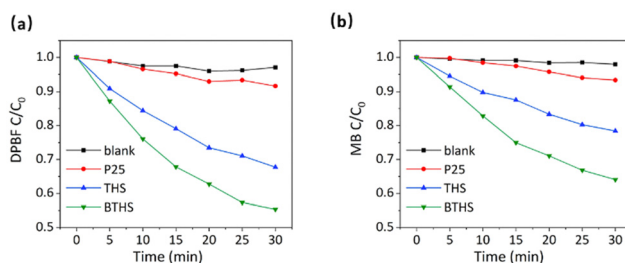 (a)
DPBF C/C₀
1.0
0.9
0.8
0.7
0.6
0.5
blank
P25
THS
BTHS
0 5 10 15 20 25 30
Time (min)
(b)
MB C/C₀
1.0
0.9
0.8
0.7
0.6
0.5
blank
P25
THS
BTHS
0 5 10 15 20 25 30
Time (min)